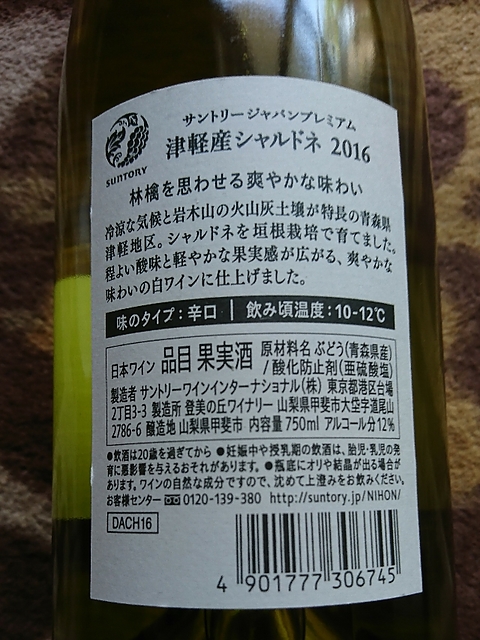 SUNTORY
サントリージャパンプレミアム
津軽産シャルドネ 2016
林檎を思わせる爽やかな味わい
冷涼な気候と岩木山の火山灰土壌が特長の青森県
津軽地区。シャルドネを垣根栽培で育てました。
程よい酸味と軽やかな果実感が広がる、爽やかな
味わいの白ワインに仕上げました。
味のタイプ：辛口 | 飲み頃温度：10-12℃
日本ワイン 品目 果実酒 原材料名 ぶどう（青森県産）
/酸化防止剤（亜硫酸塩）
製造者 サントリーワインインターナショナル（株） 東京都港区台場
2丁目3-3 製造所 登美の丘ワイナリー 山梨県甲斐市大垈字道尾山
2786-6 醸造地 山梨県甲斐市 内容量 750ml アルコール分12%
●飲酒は20歳を過ぎてから ●妊娠中や授乳期の飲酒は、胎児・乳児の発
育に悪影響を与えるおそれがあります。 ●瓶底にオリや結晶が出る場合が
あります。ワインの自然な成分ですので、沈めて上澄みをお飲みください。
お客様センター 0120-139-380 http://suntory.jp/NIHON/
DACH16
4 901777 306745